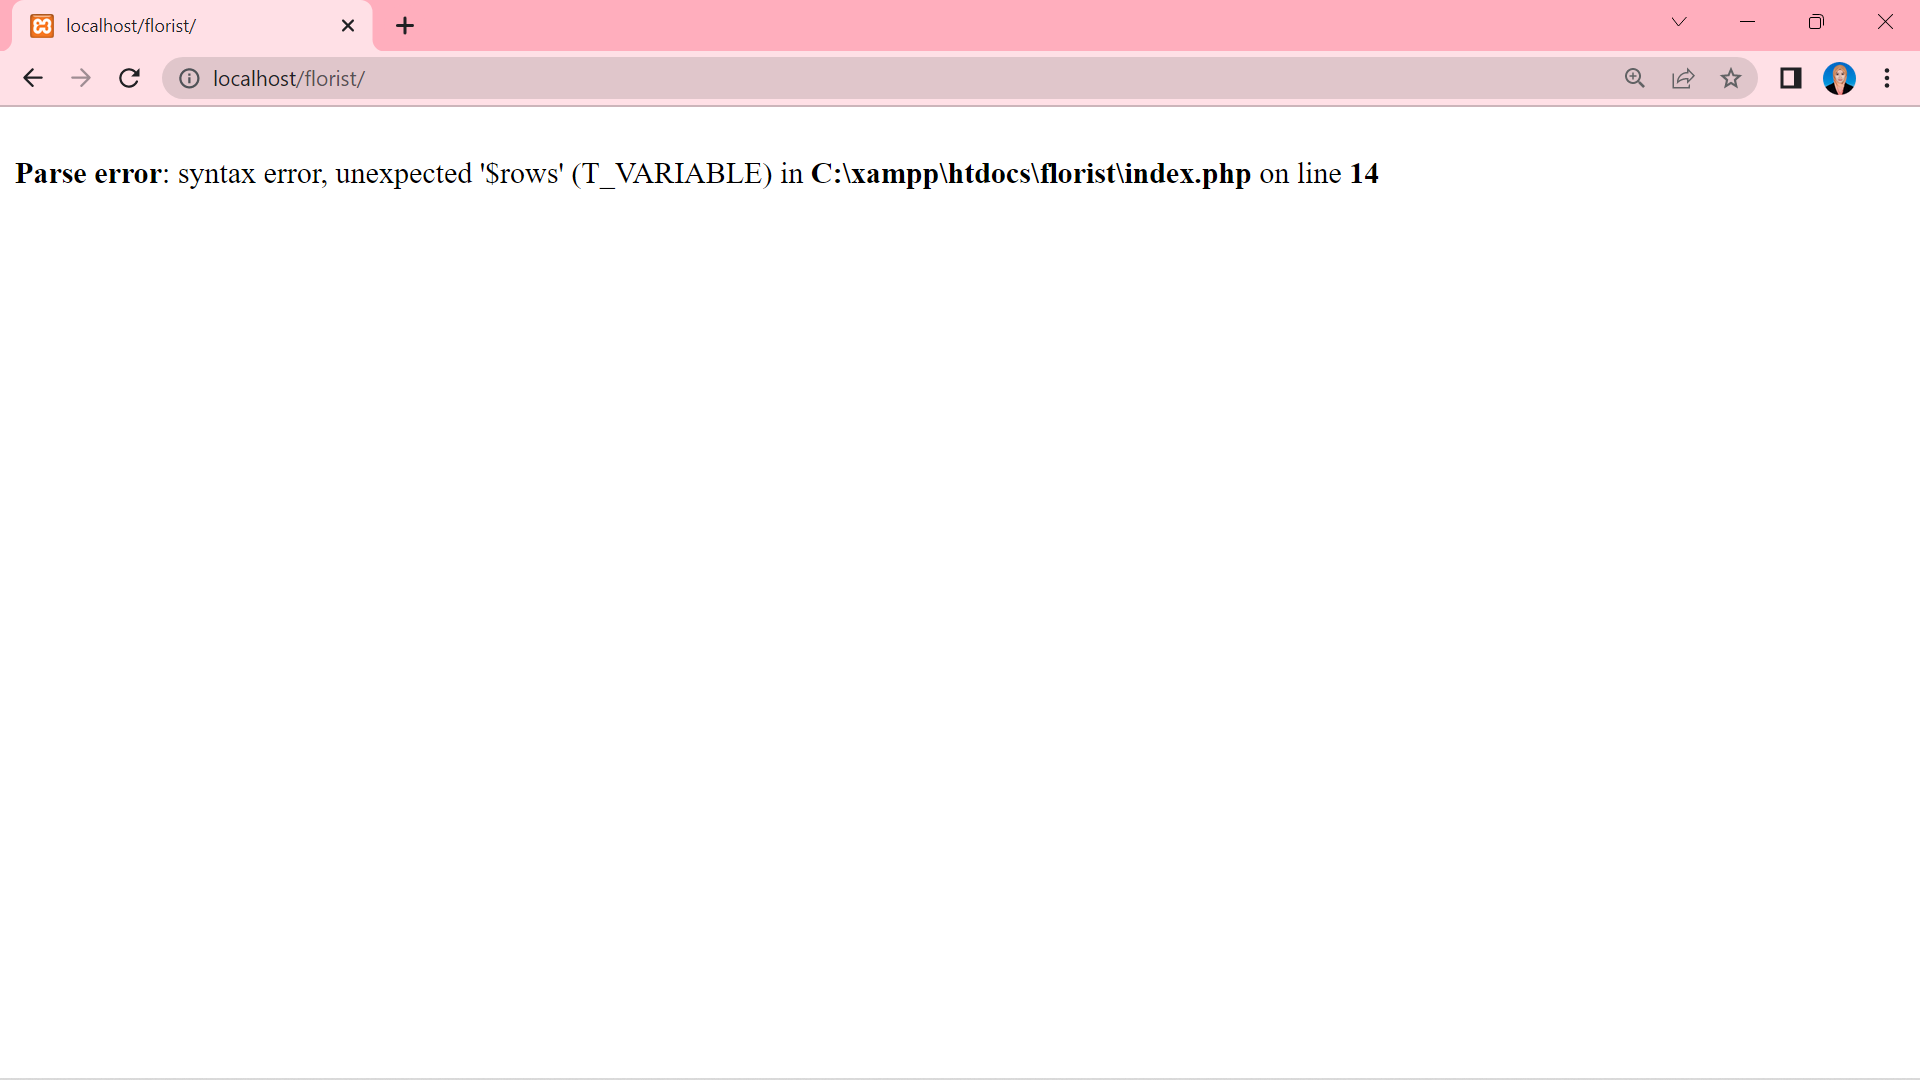 localhost/florist/
localhost/florist/
Parse error: syntax error, unexpected '$rows' (T_VARIABLE) in C:\xampp\htdocs\florist\index.php on line 14